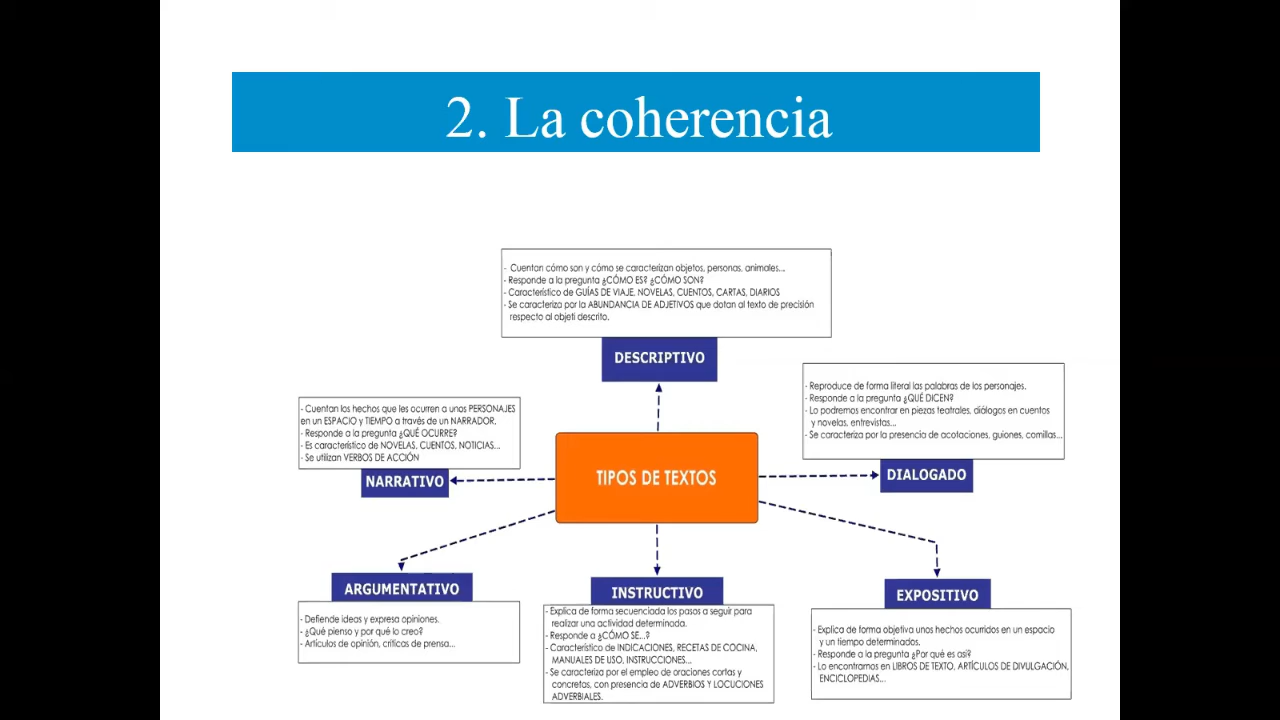 2. La coherencia
- Cuentan cómo son y cómo se caracterizan objetos, personas, animales...
- Responde a la pregunta ¿CÓMO ES? ¿CÓMO SON?
- Característico de GUÍAS DE VIAJE, NOVELAS, CUENTOS, CARTAS, DIARIOS
- Se caracteriza por la ABUNDANCIA DE ADJETIVOS que dotan al texto de precisión
respecto al objeti descrito.
DESCRIPTIVO
- Reproduce de forma literal las palabras de los personajes.
- Responde a la pregunta ¿QUÉ DICEN?
- Lo podremos encontrar en piezas teatrales, diálogos en cuentos
y novelas, entrevistas...
- Se caracteriza por la presencia de acotaciones, guiones, comillas...
DIALOGADO
- Cuentan los hechos que les ocurren a unos PERSONAJES
en un ESPACIO y TIEMPO a través de un NARRADOR.
- Responde a la pregunta ¿QUÉ OCURRE?
- Es característico de NOVELAS, CUENTOS, NOTICIAS...
- Se utilizan VERBOS DE ACCIÓN
NARRATIVO
TIPOS DE TEXTOS
ARGUMENTATIVO
- Defiende ideas y expresa opiniones.
- ¿Qué pienso y por qué lo creo?
- Artículos de opinión, críticas de prensa...
INSTRUCTIVO
- Explica de forma secuenciada los pasos a seguir para
realizar una actividad determinada.
- Responde a ¿CÓMO SE...?
- Característico de INDICACIONES, RECETAS DE COCINA,
MANUALES DE USO, INSTRUCCIONES...
- Se caracteriza por el empleo de oraciones cortas y
concretas, con presencia de ADVERBIOS Y LOCUCIONES
ADVERBIALES.
EXPOSITIVO
- Explica de forma objetiva unos hechos ocurridos en un espacio
y un tiempo determinados.
- Responde a la pregunta ¿Por qué es así?
- Lo encontramos en LIBROS DE TEXTO, ARTÍCULOS DE DIVULGACIÓN,
ENCICLOPEDIAS...